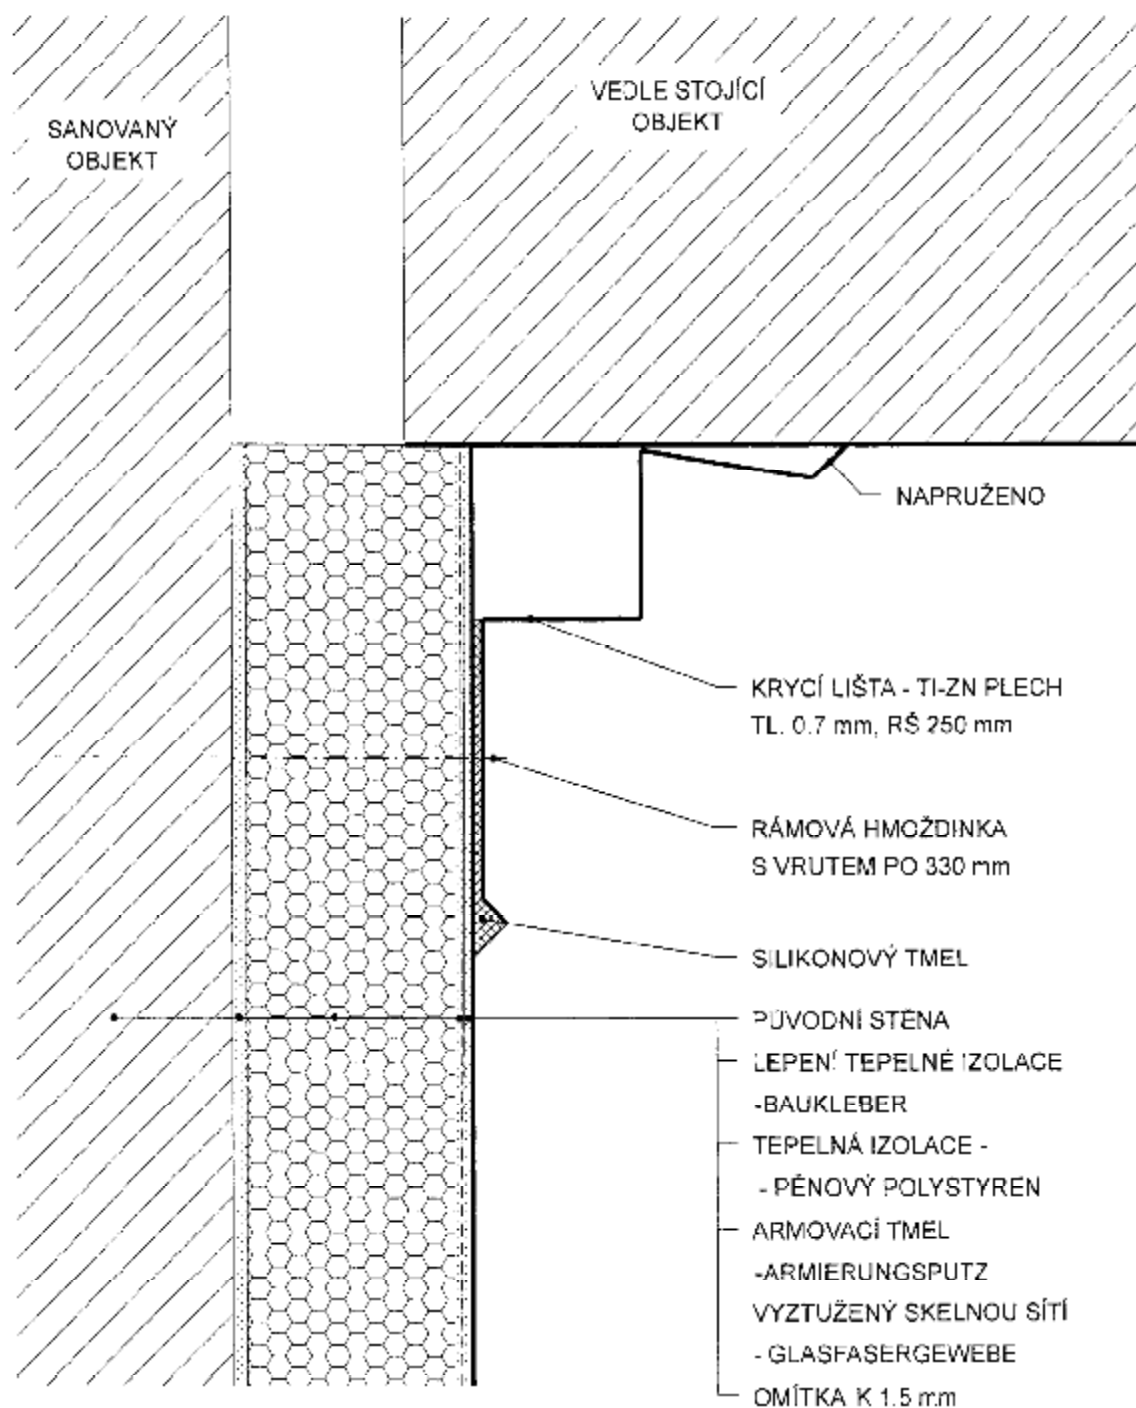 SANOVANÝ
OBJEKT
VEDLE STOJÍCÍ
OBJEKT
NAPRUŽENO
KRYCÍ LIŠTA - TI-ZN PLECH
TL. 0.7 mm, RŠ 250 mm
RÁMOVÁ HMOŽDINKA
S VRUTEM PO 330 mm
SILIKONOVÝ TMEL
PŮVODNÍ STĚNA
LEPENÍ TEPELNÉ IZOLACE
-BAUKLEBER
TEPELNÁ IZOLACE -
- PĚNOVÝ POLYSTYREN
ARMOVACÍ TMEL
-ARMIERUNGSPUTZ
VYZTUŽENÝ SKELNOU SÍTÍ
- GLASFASERGEWEBE
OMÍTKA K 1.5 mm